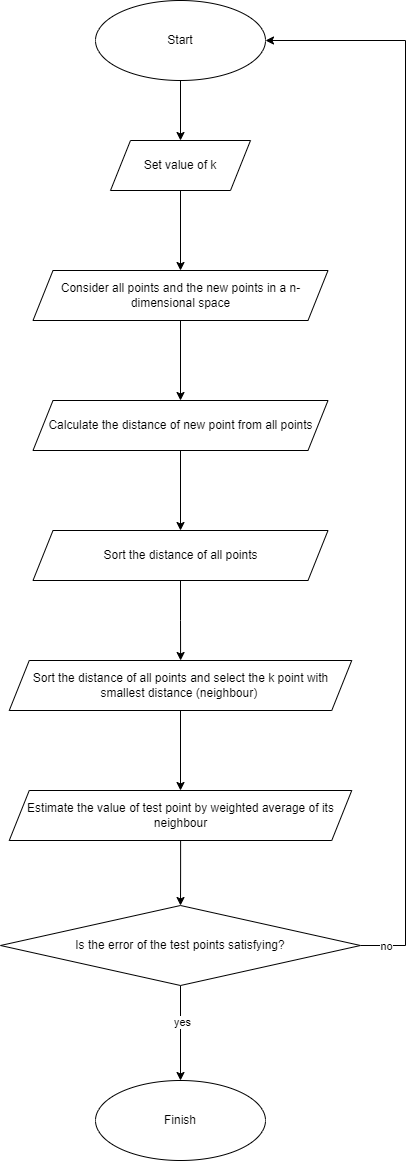 Start
Set value of k
Consider all points and the new points in a n-
dimensional space
Calculate the distance of new point from all points
Sort the distance of all points
Sort the distance of all points and select the k point with
smallest distance (neighbour)
Estimate the value of test point by weighted average of its
neighbour
Is the error of the test points satisfying?
no
yes
Finish